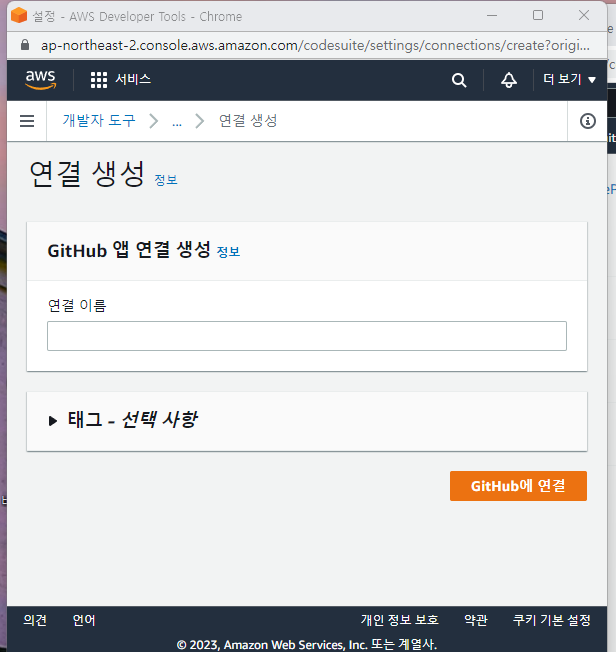 설정 - AWS Developer Tools - Chrome
ap-northeast-2.console.aws.amazon.com/codesuite/settings/connections/create?origi...
aws 서비스 더 보기
개발자 도구 ... 연결 생성
연결 생성 정보
GitHub 앱 연결 생성 정보
연결 이름
태그 - 선택 사항
GitHub에 연결
의견 언어 개인 정보 보호 약관 쿠키 기본 설정
© 2023, Amazon Web Services, Inc. 또는 계열사.